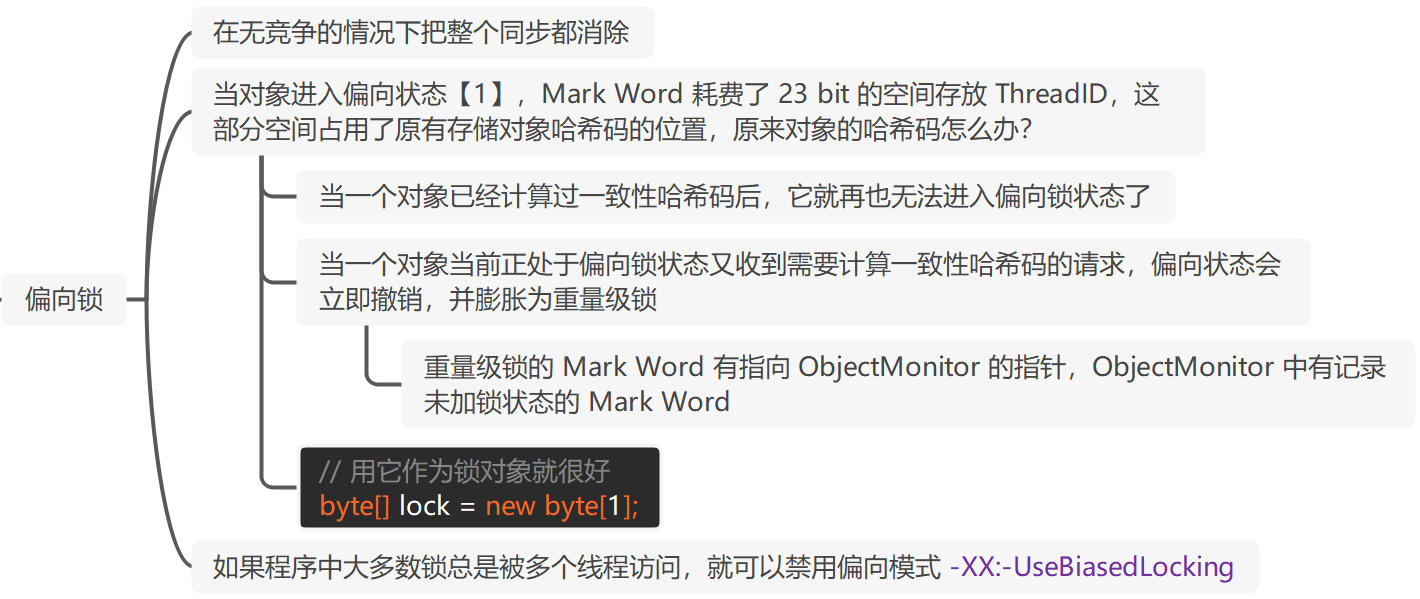 在无竞争的情况下把整个同步都消除
当对象进入偏向状态【1】，Mark Word 耗费了 23 bit 的空间存放 ThreadID，这
部分空间占用了原有存储对象哈希码的位置，原来对象的哈希码怎么办？
当一个对象已经计算过一致性哈希码后，它就再也无法进入偏向锁状态了
当一个对象当前正处于偏向锁状态又收到需要计算一致性哈希码的请求，偏向状态会
立即撤销，并膨胀为重量级锁
偏向锁
重量级锁的 Mark Word 有指向 ObjectMonitor 的指针，ObjectMonitor 中有记录
未加锁状态的 Mark Word
// 用它作为锁对象就很好
byte[] lock = new byte[1];
如果程序中大多数锁总是被多个线程访问，就可以禁用偏向模式 -XX:-UseBiasedLocking